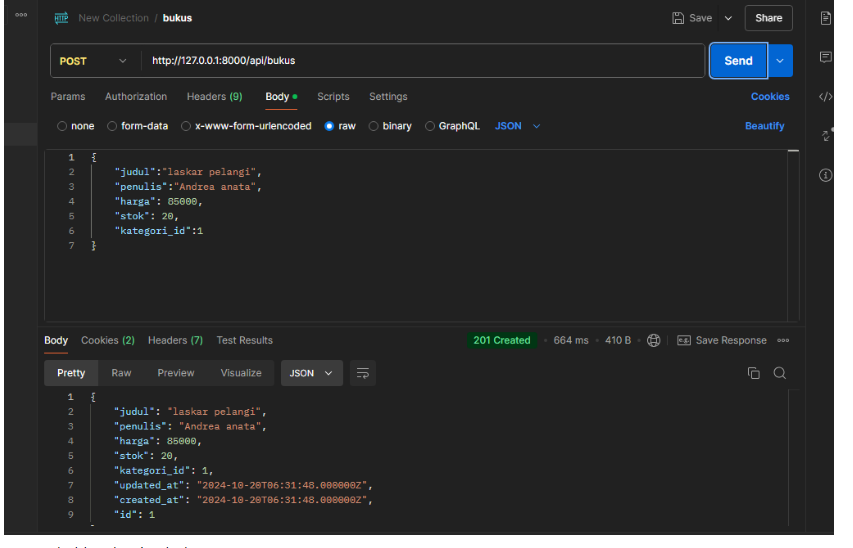 HTTP New Collection / bukus Save Share
POST http://127.0.0.1:8000/api/bukus Send
Params Authorization Headers (9) Body Scripts Settings Cookies
none form-data x-www-form-urlencoded raw binary GraphQL JSON Beautify
1 {
2 "judul":"laskar pelangi",
3 "penulis":"Andrea anata",
4 "harga": 85000,
5 "stok": 20,
6 "kategori_id":1
7 }
Body Cookies (2) Headers (7) Test Results 201 Created 664 ms 410 B e.g. Save Response
Pretty Raw Preview Visualize JSON
1 {
2 "judul": "laskar pelangi",
3 "penulis": "Andrea anata",
4 "harga": 85000,
5 "stok": 20,
6 "kategori_id": 1,
7 "updated_at": "2024-10-20T06:31:48.000000Z",
8 "created_at": "2024-10-20T06:31:48.000000Z",
9 "id": 1